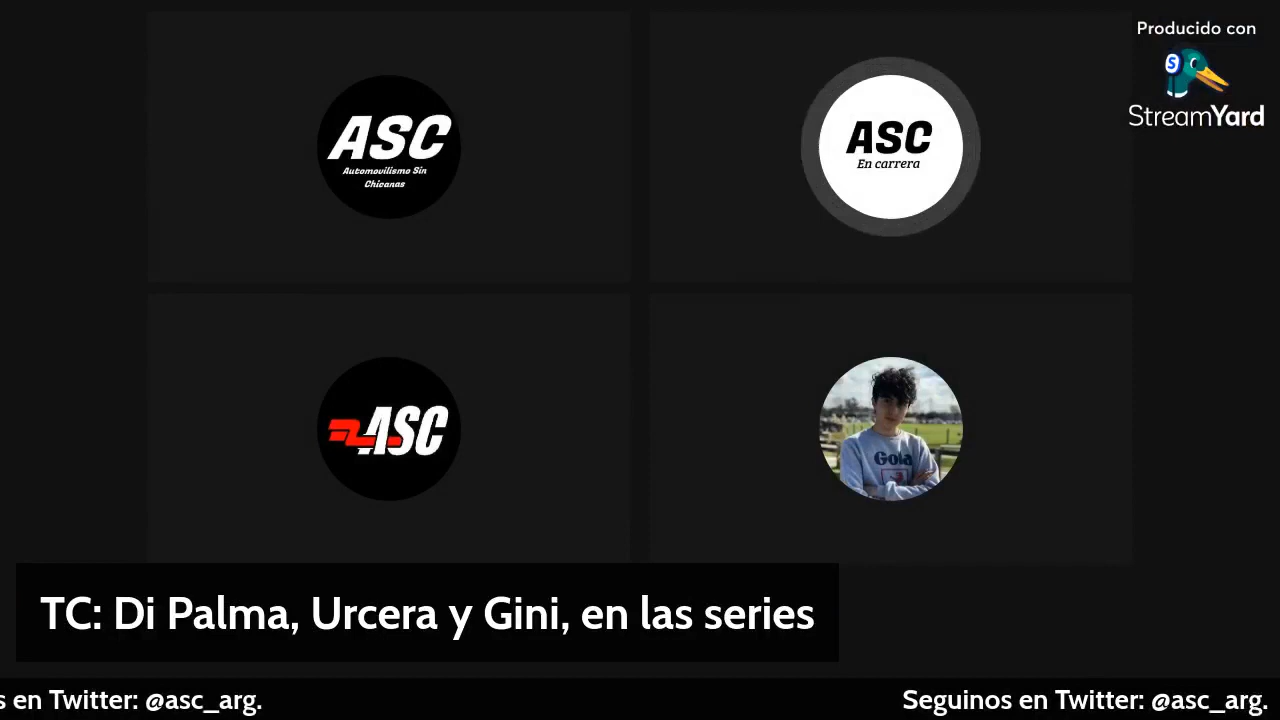 Producido con
StreamYard
ASC
Automovilismo Sin
Chicanas
ASC
En carrera
ASC
Gola
TC: Di Palma, Urcera y Gini, en las series
s en Twitter: @asc_arg.
Seguinos en Twitter: @asc_arg.